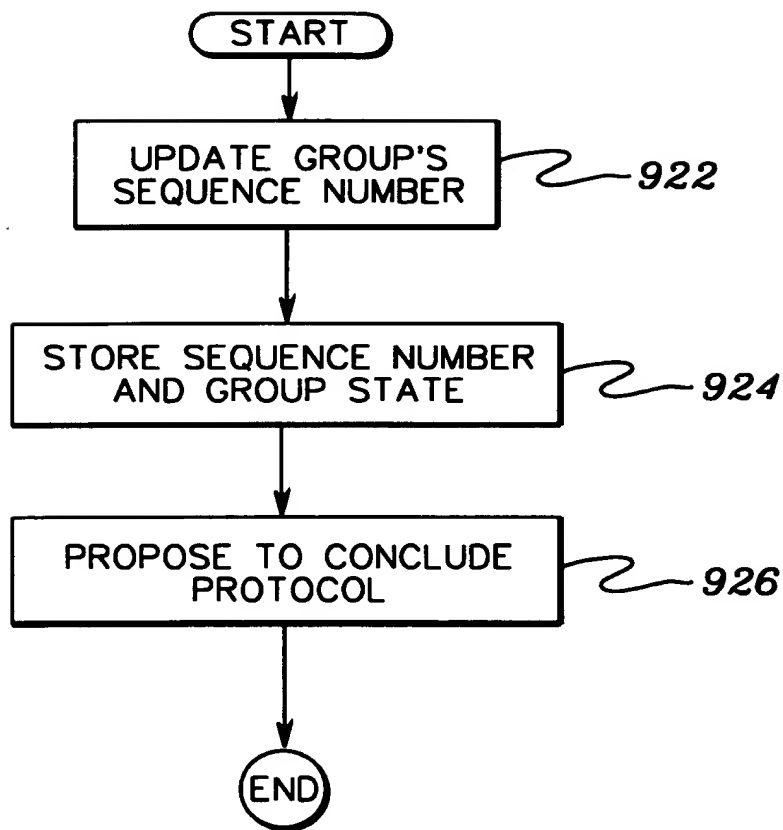 START
UPDATE GROUP'S
SEQUENCE NUMBER
922
STORE SEQUENCE NUMBER
AND GROUP STATE
924
PROPOSE TO CONCLUDE
PROTOCOL
926
END